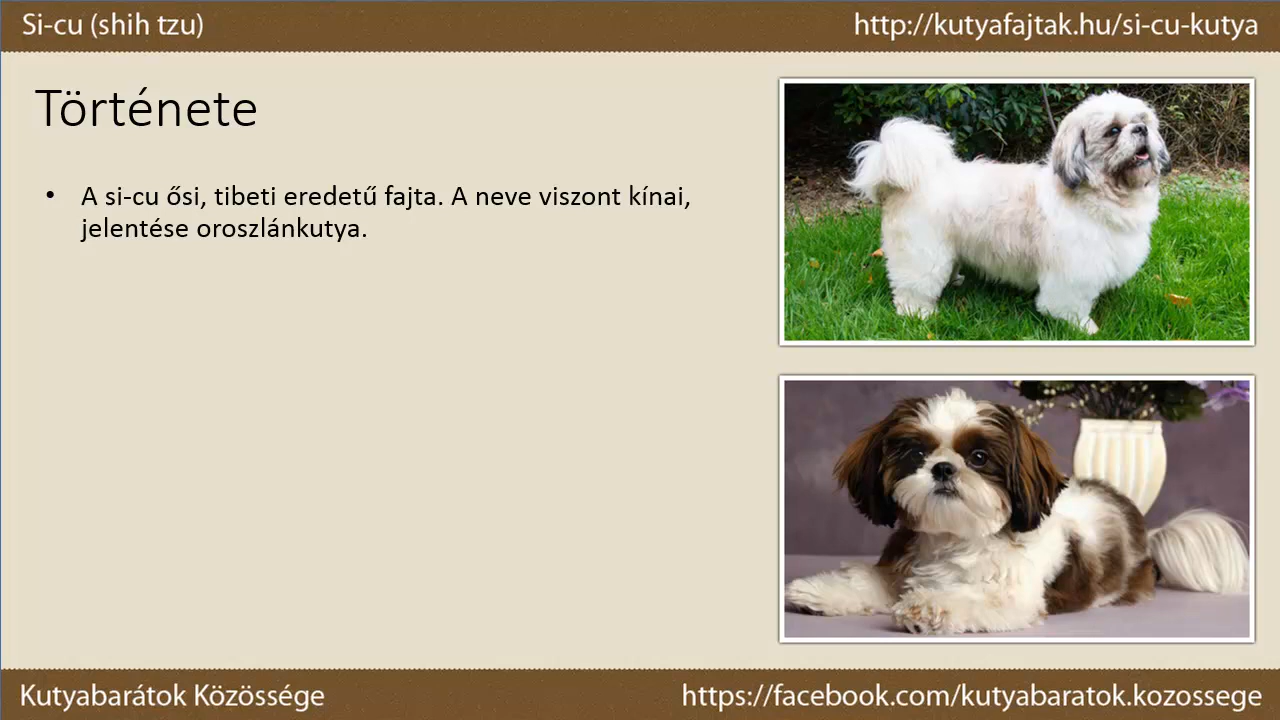 Si-cu (shih tzu)
http://kutyafajtak.hu/si-cu-kutya
Története
• A si-cu ősi, tibeti eredetű fajta. A neve viszont kínai,
jelentése oroszlánkutya.
Kutyabarátok Közössége
https://facebook.com/kutyabaratok.kozossege